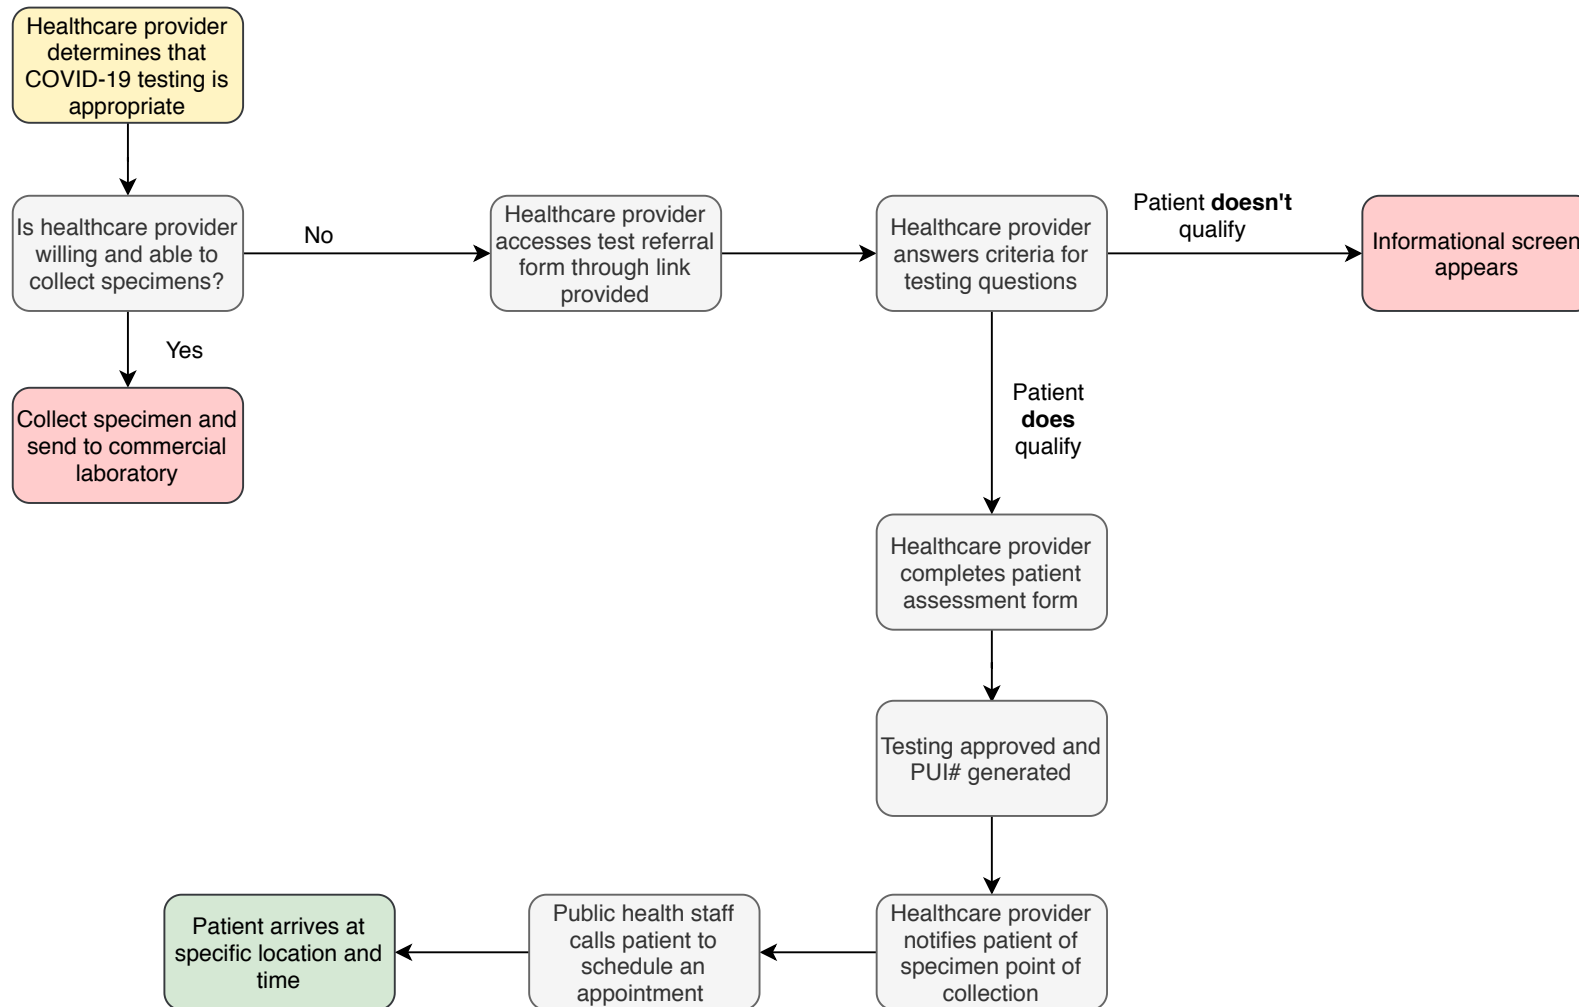 Healthcare provider
determines that
COVID-19 testing is
appropriate
Is healthcare provider
willing and able to
collect specimens?
No
Healthcare provider
accesses test referral
form through link
provided
Healthcare provider
answers criteria for
testing questions
Patient doesn't
qualify
Informational screen
appears
Yes
Collect specimen and
send to commercial
laboratory
Patient
does
qualify
Healthcare provider
completes patient
assessment form
Testing approved and
PUI# generated
Healthcare provider
notifies patient of
specimen point of
collection
Public health staff
calls patient to
schedule an
appointment
Patient arrives at
specific location and
time